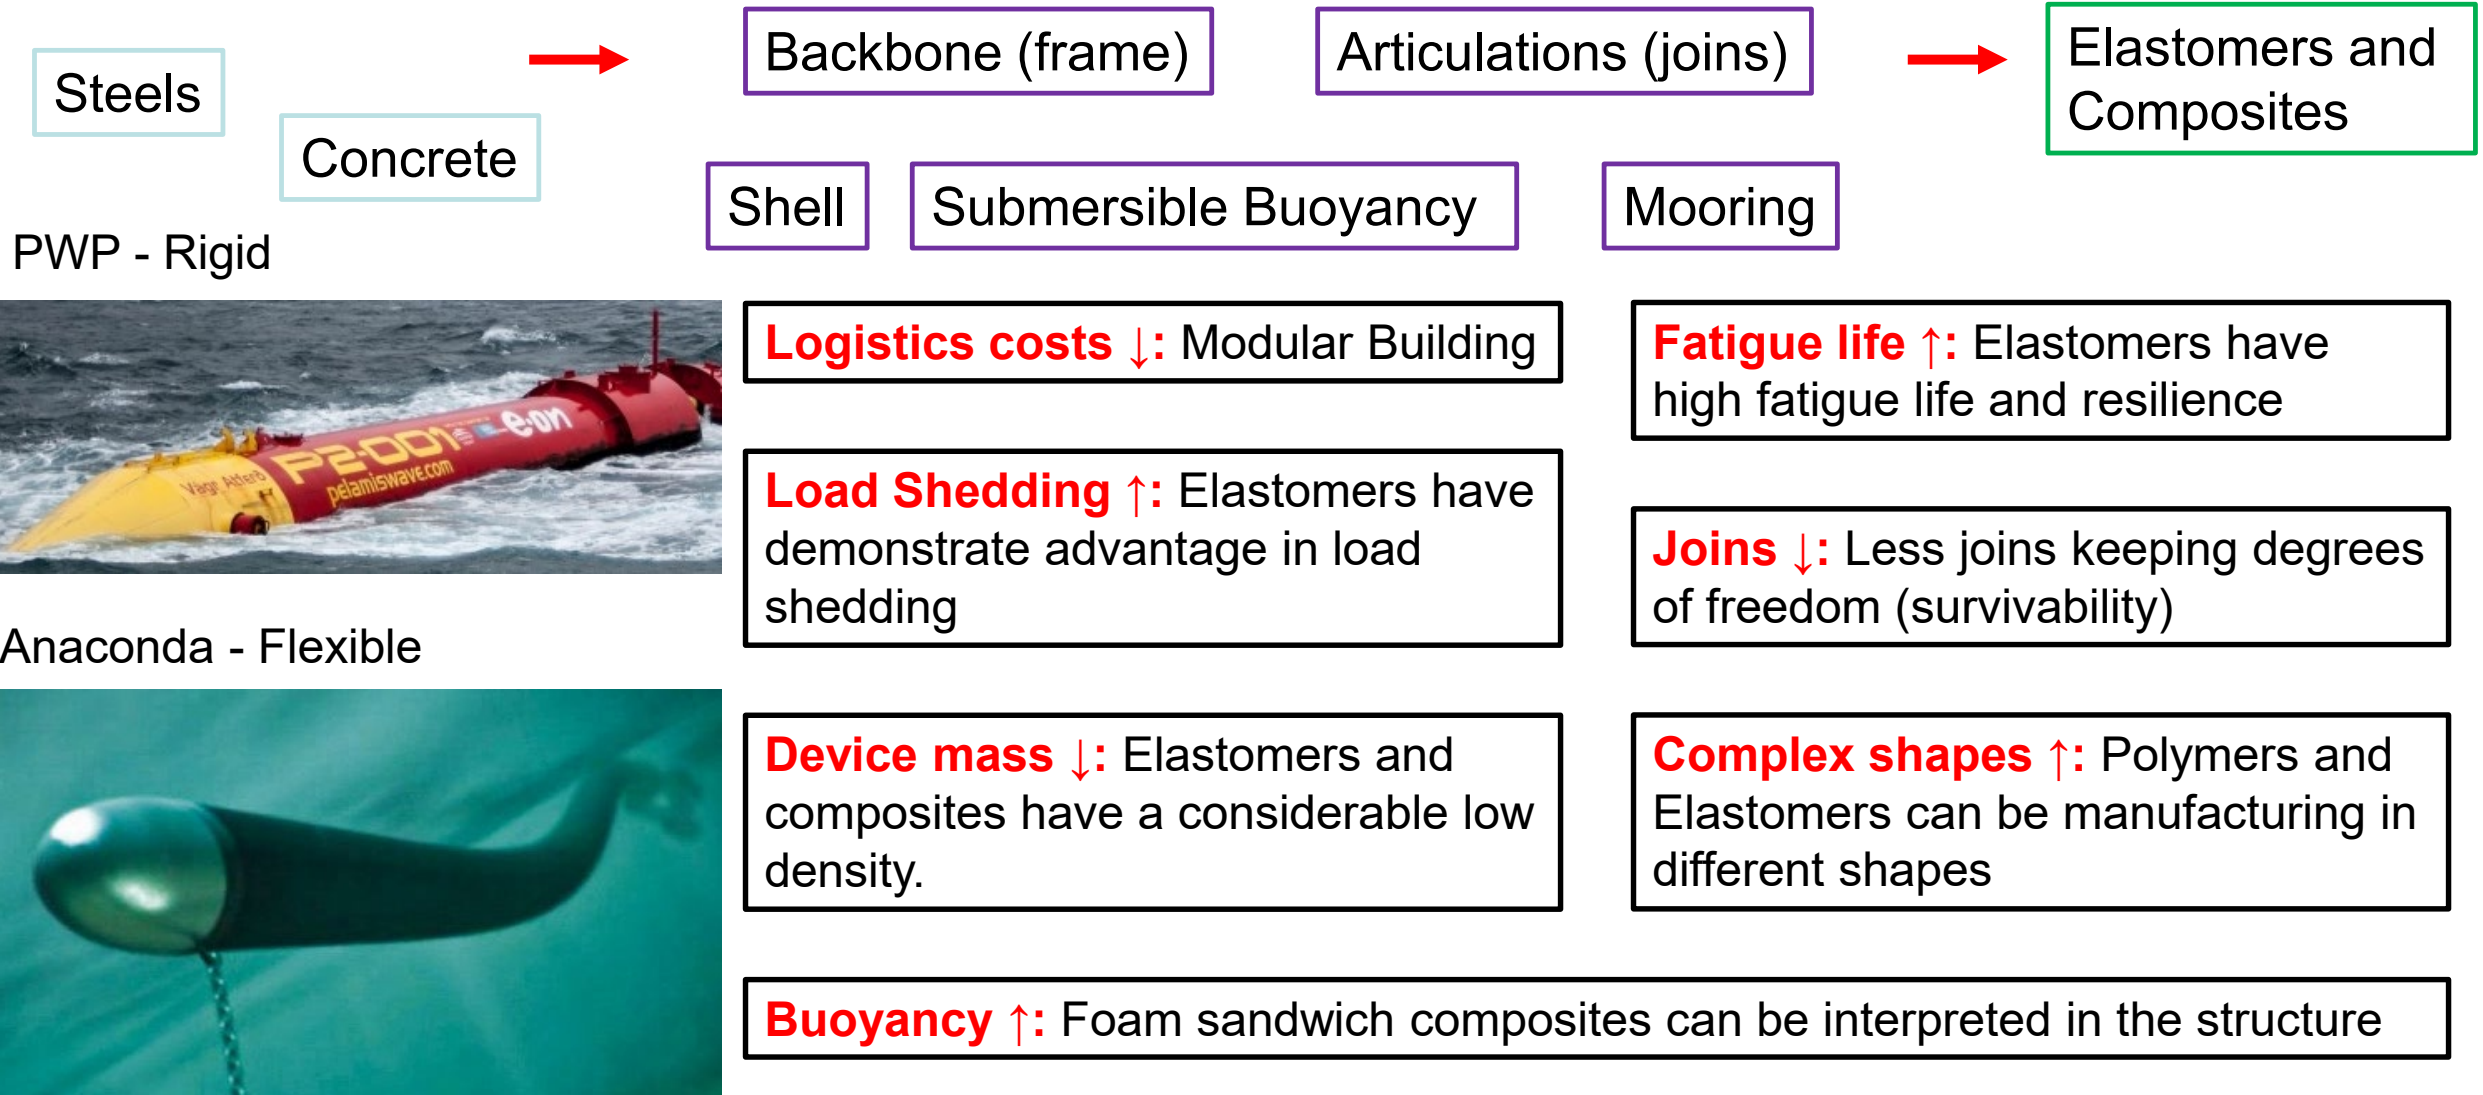 Steels
Concrete
Backbone (frame)
Articulations (joins)
Elastomers and
Composites
Shell
Submersible Buoyancy
Mooring
PWP - Rigid
Vágr Atferð
P2-001
pelamiswave.com
e·on
Anaconda - Flexible
Logistics costs ↓: Modular Building
Fatigue life ↑: Elastomers have
high fatigue life and resilience
Load Shedding ↑: Elastomers have
demonstrate advantage in load
shedding
Joins ↓: Less joins keeping degrees
of freedom (survivability)
Device mass ↓: Elastomers and
composites have a considerable low
density.
Complex shapes ↑: Polymers and
Elastomers can be manufacturing in
different shapes
Buoyancy ↑: Foam sandwich composites can be interpreted in the structure